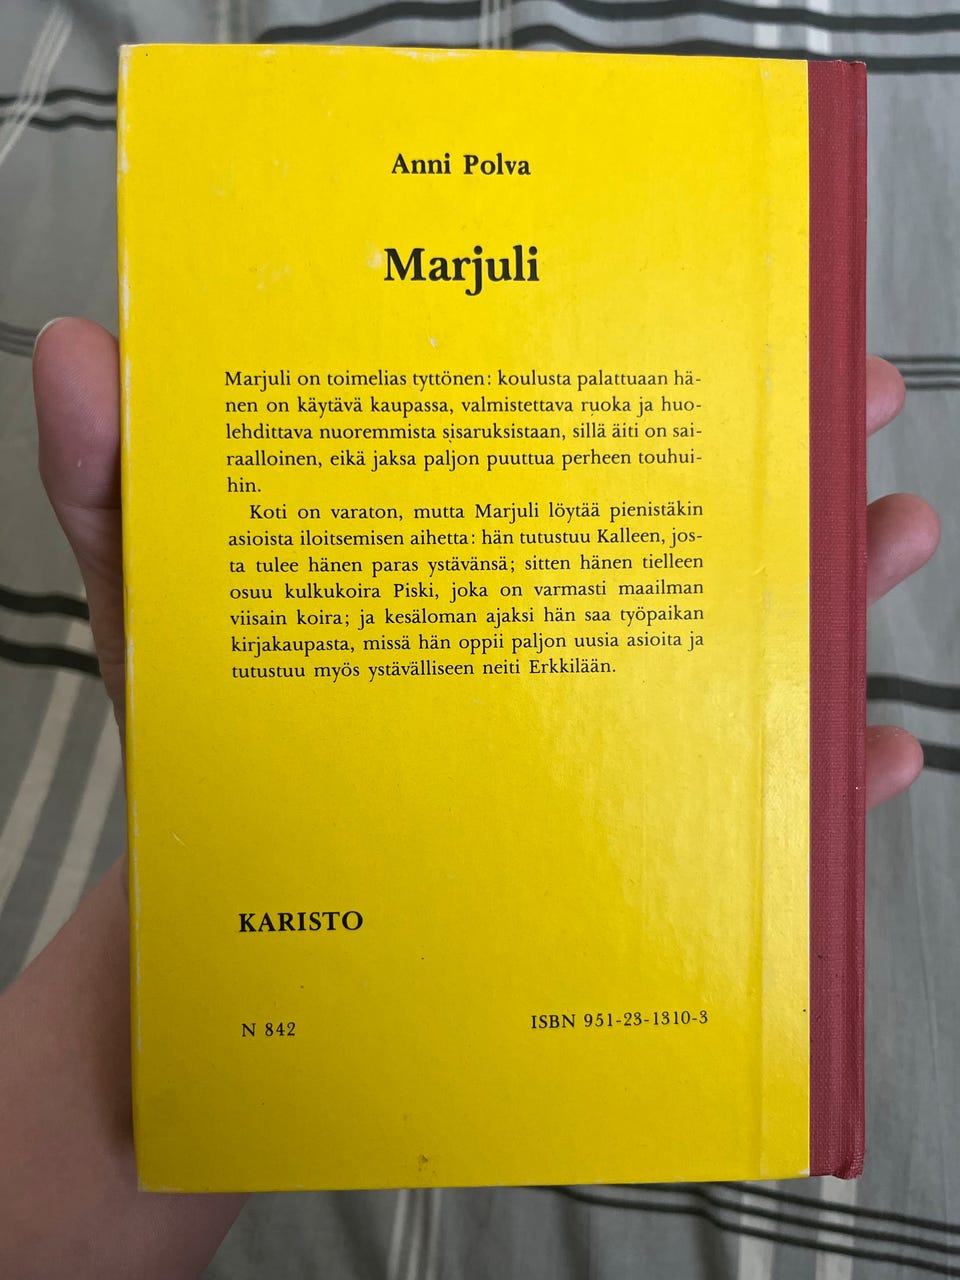 Anni Polva
Marjuli
Marjuli on toimelias tyttönen: koulusta palattuaan hä-
nen on käytävä kaupassa, valmistettava ruoka ja huo-
lehdittava nuoremmista sisaruksistaan, sillä äiti on sai-
raalloinen, eikä jaksa paljon puuttua perheen touhui-
hin.
Koti on varaton, mutta Marjuli löytää pienistäkin
asioista iloitsemisen aihetta: hän tutustuu Kalleen, jos-
ta tulee hänen paras ystävänsä; sitten hänen tielleen
osuu kulkukoira Piski, joka on varmasti maailman
viisain koira; ja kesäloman ajaksi hän saa työpaikan
kirjakaupasta, missä hän oppii paljon uusia asioita ja
tutustuu myös ystävälliseen neiti Erkkilään.
KARISTO
N 842
ISBN 951-23-1310-3